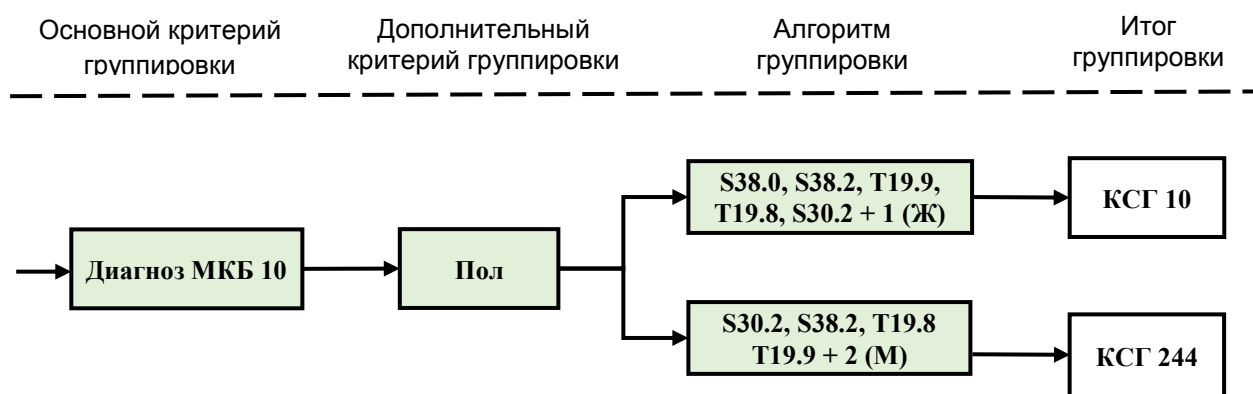 Основной критерий
группировки
Дополнительный
критерий группировки
Алгоритм
группировки
Итог
группировки
Диагноз МКБ 10
Пол
S38.0, S38.2, T19.9,
T19.8, S30.2 + 1 (Ж)
КСГ 10
S30.2, S38.2, T19.8
T19.9 + 2 (М)
КСГ 244